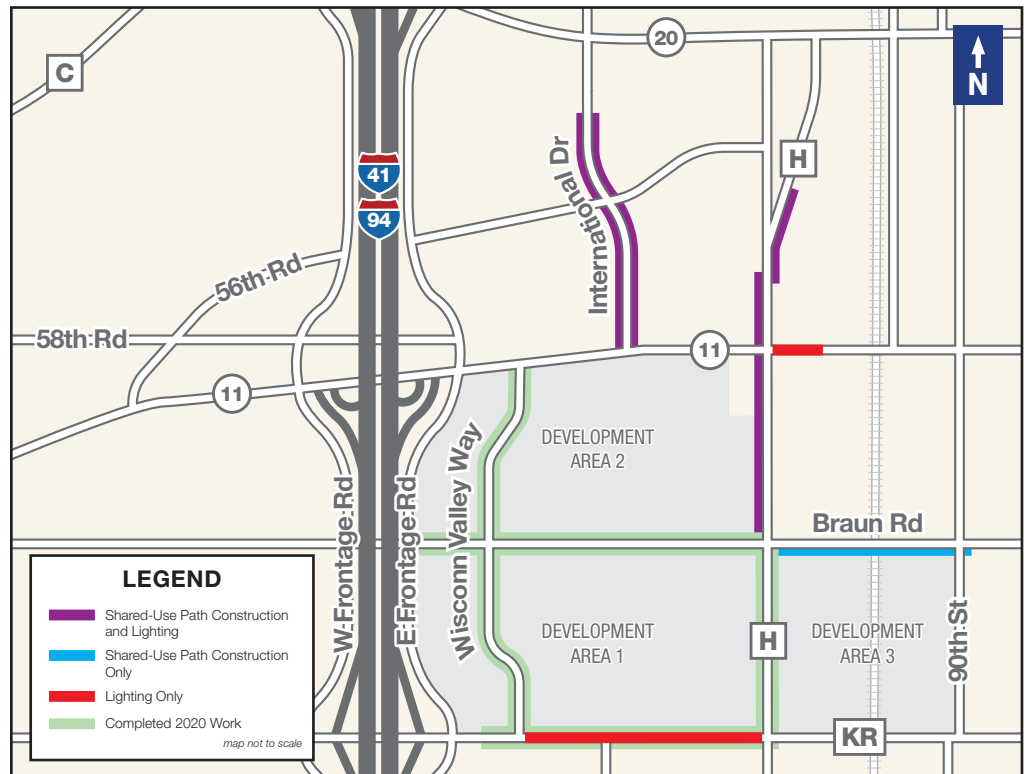 C
20
N
41
94
International Dr
H
56th Rd
58th Rd
11
11
DEVELOPMENT
AREA 2
W Frontage Rd
E Frontage Rd
Wisconn Valley Way
Braun Rd
DEVELOPMENT
AREA 1
H
DEVELOPMENT
AREA 3
90th St
KR
LEGEND
Shared-Use Path Construction
and Lighting
Shared-Use Path Construction
Only
Lighting Only
Completed 2020 Work
map not to scale